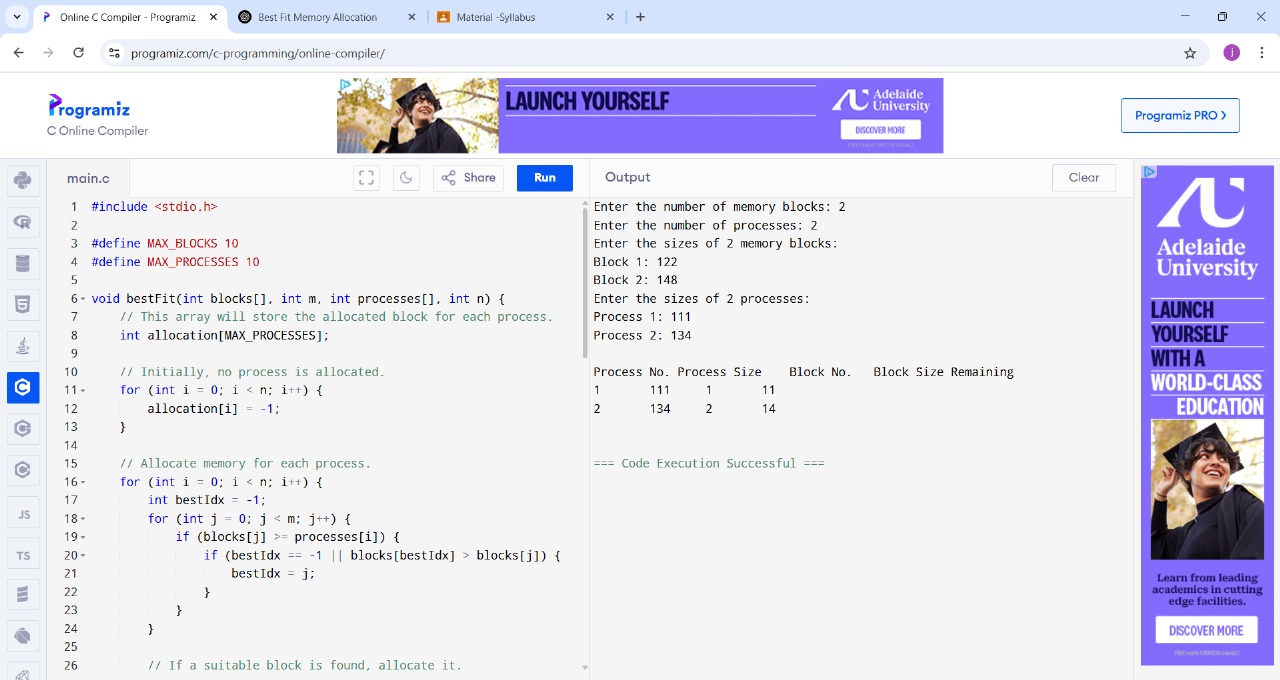 Online C Compiler - Programiz
Best Fit Memory Allocation
Material -Syllabus
programiz.com/c-programming/online-compiler/
j
Programiz
C Online Compiler
LAUNCH YOURSELF
Adelaide
University
DISCOVER MORE
Programiz PRO
main.c
Share
Run
Output
Clear
1 #include <stdio.h>
2
3 #define MAX_BLOCKS 10
4 #define MAX_PROCESSES 10
5
6 void bestFit(int blocks[], int m, int processes[], int n) {
7 // This array will store the allocated block for each process.
8 int allocation[MAX_PROCESSES];
9
10 // Initially, no process is allocated.
11 for (int i = 0; i < n; i++) {
12 allocation[i] = -1;
13 }
14
15 // Allocate memory for each process.
16 for (int i = 0; i < n; i++) {
17 int bestIdx = -1;
18 for (int j = 0; j < m; j++) {
19 if (blocks[j] >= processes[i]) {
20 if (bestIdx == -1 || blocks[bestIdx] > blocks[j]) {
21 bestIdx = j;
22 }
23 }
24 }
25
26 // If a suitable block is found, allocate it.
Enter the number of memory blocks: 2
Enter the number of processes: 2
Enter the sizes of 2 memory blocks:
Block 1: 122
Block 2: 148
Enter the sizes of 2 processes:
Process 1: 111
Process 2: 134
Process No. Process Size Block No. Block Size Remaining
1 111 1 11
2 134 2 14
=== Code Execution Successful ===
R
5
C
C
C
JS
TS
Adelaide
University
LAUNCH
YOURSELF
WITH A
WORLD-CLASS
EDUCATION
Learn from leading
academics in cutting
edge facilities.
DISCOVER MORE